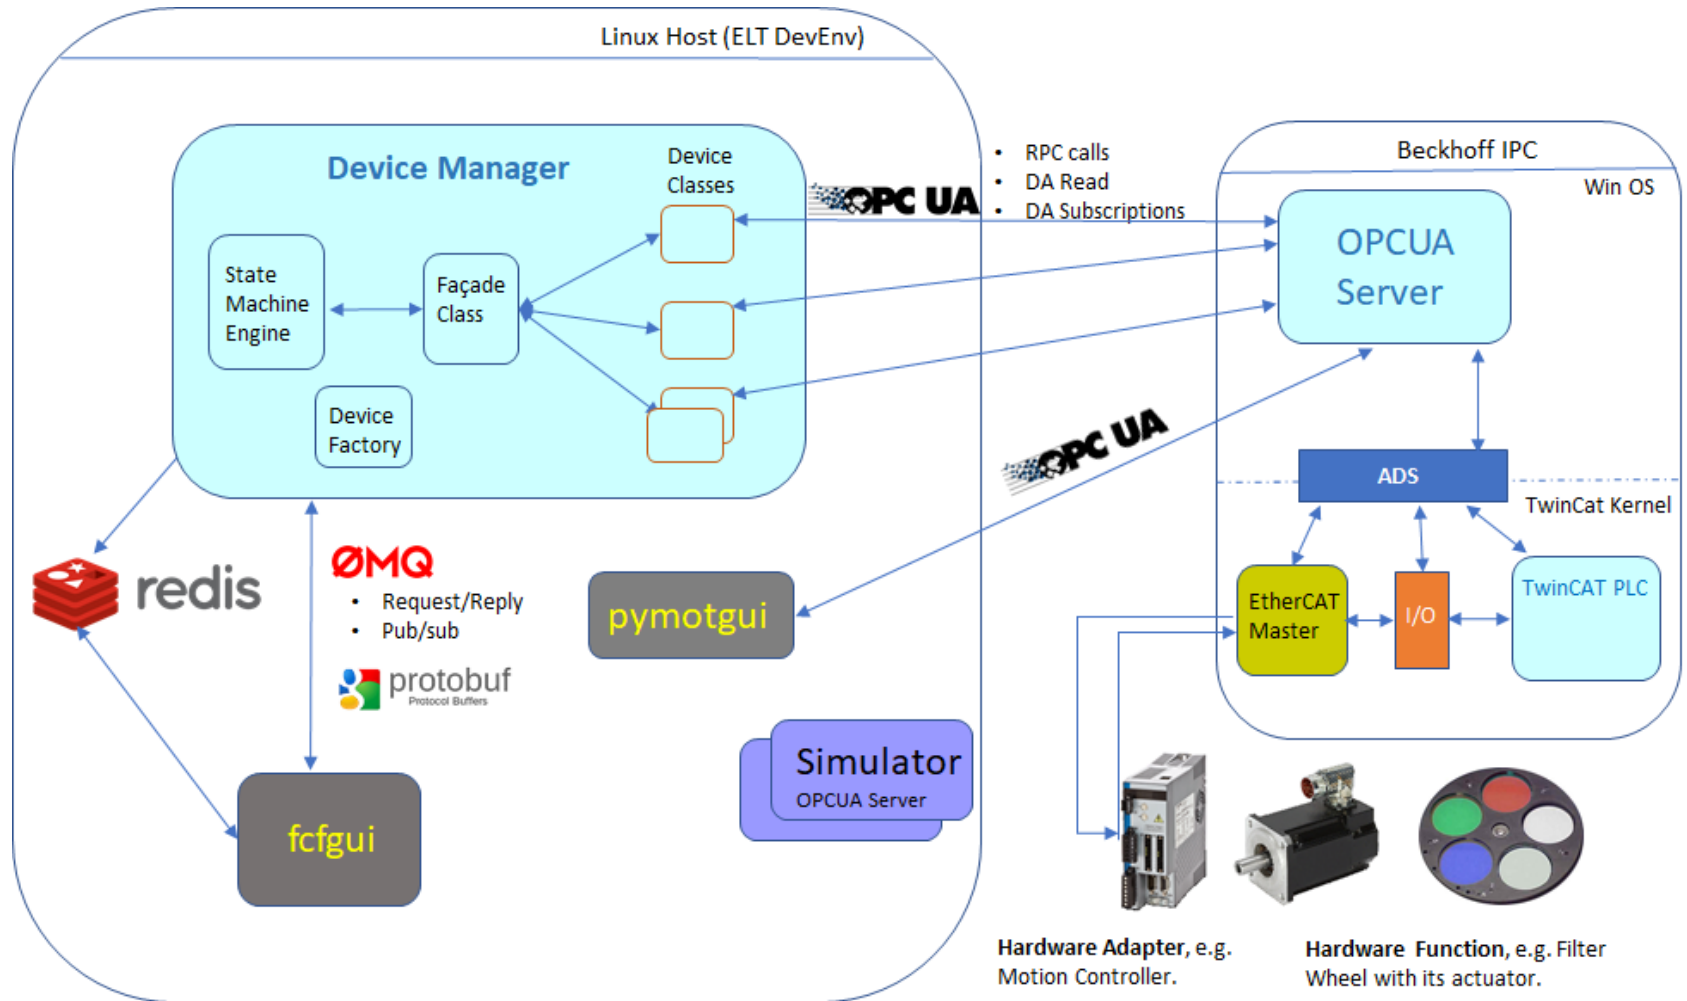 Linux Host (ELT DevEnv)
Device Manager
Device
Classes
State
Machine
Engine
Façade
Class
Device
Factory
OPC UA
• RPC calls
• DA Read
• DA Subscriptions
Beckhoff IPC
Win OS
OPCUA
Server
OPC UA
ADS
TwinCat Kernel
EtherCAT
Master
I/O
TwinCAT PLC
redis
ØMQ
• Request/Reply
• Pub/sub
protobuf
Protocol Buffers
pymotgui
Simulator
OPCUA Server
fcfgui
Hardware Adapter, e.g.
Motion Controller.
Hardware Function, e.g. Filter
Wheel with its actuator.